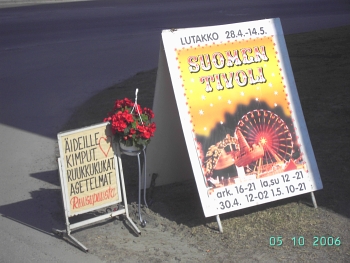 LUTAKKO 28.4.-14.5.
SUOMEN
TIVOLI
ark. 16-21 la,su 12-21
30.4. 12-02 1.5. 10-21
ÄIDEILLE
KIMPUT
RUUKKUKUKAT
ASETELMAT
05 10 2006